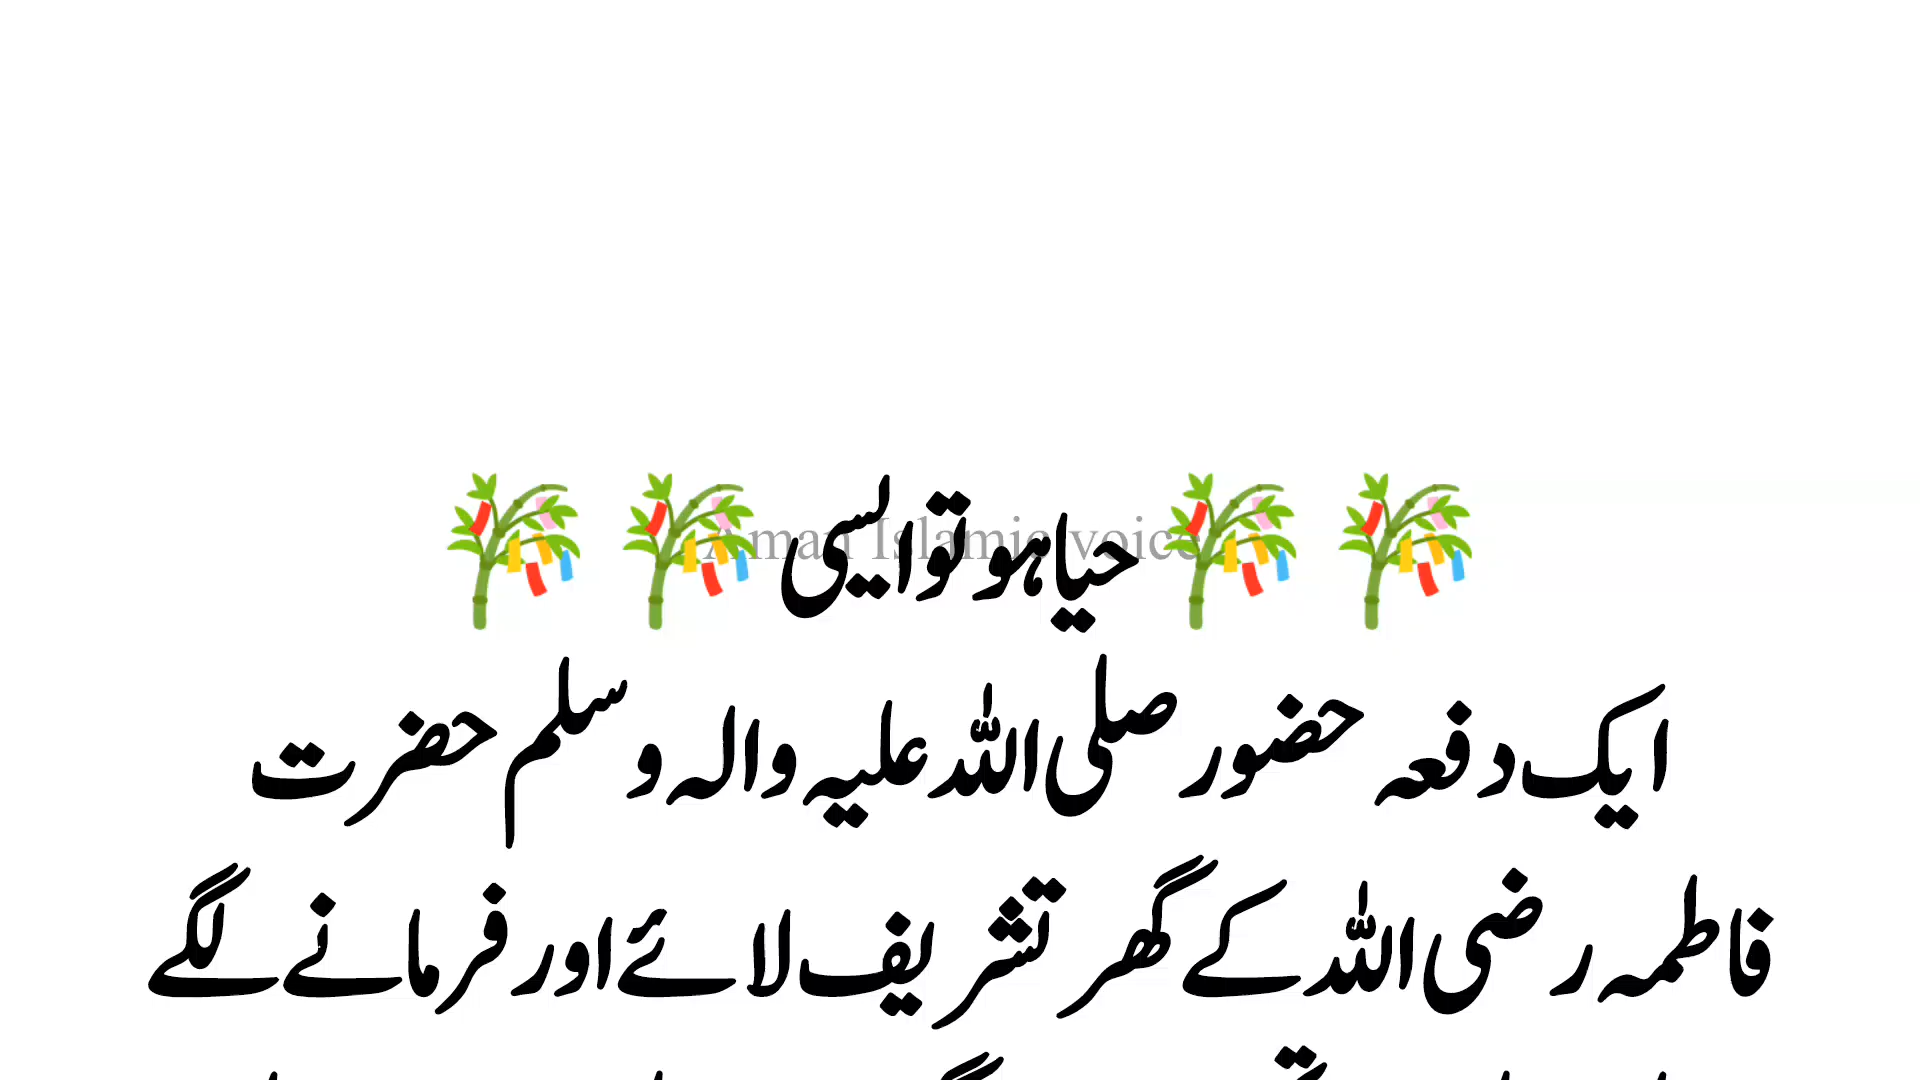 🎋 🎋 حیا ہو تو ایسی 🎋 🎋
Aman Islamic voice
ایک دفعہ حضور صلی اللہ علیہ والہ وسلم حضرت
فاطمہ رضی اللہ کے گھر تشریف لائے اور فرمانے لگے